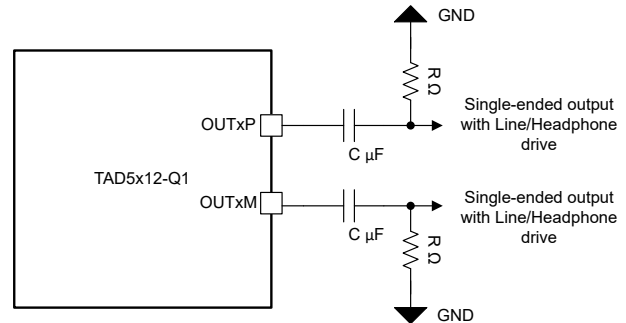 GND
R Ω
Single-ended output
with Line/Headphone
drive
OUTxP
C µF
TAD5x12-Q1
OUTxM
Single-ended output
with Line/Headphone
drive
C µF
R Ω
GND